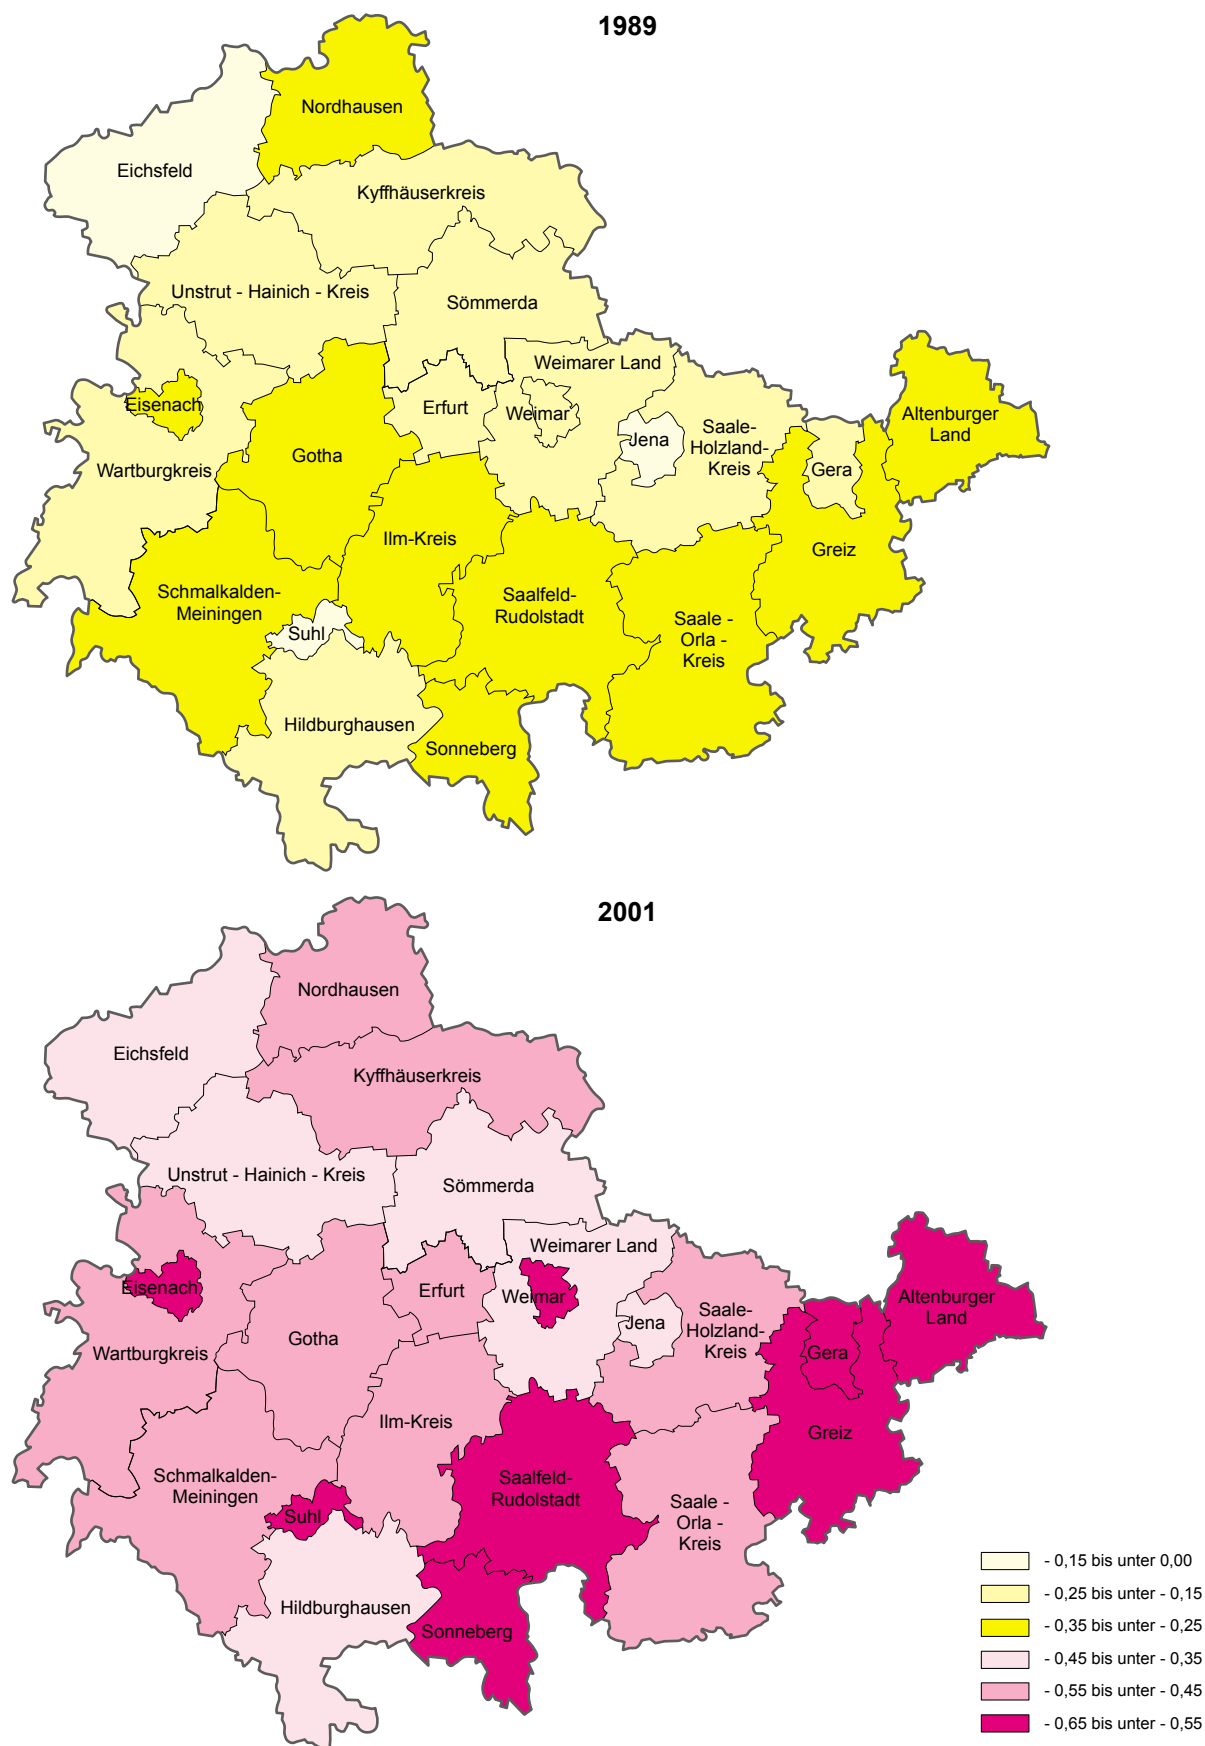 1989
Nordhausen
Eichsfeld
Kyffhäuserkreis
Unstrut - Hainich - Kreis
Sömmerda
Weimarer Land
Eisenach
Erfurt
Weimar
Altenburger
Land
Jena
Saale-
Holzland-
Kreis
Gotha
Wartburgkreis
Gera
Ilm-Kreis
Greiz
Schmalkalden-
Meiningen
Saalfeld-
Rudolstadt
Suhl
Saale -
Orla -
Kreis
Hildburghausen
Sonneberg
2001
Nordhausen
Eichsfeld
Kyffhäuserkreis
Unstrut - Hainich - Kreis
Sömmerda
Weimarer Land
Eisenach
Erfurt
Weimar
Altenburger
Land
Jena
Saale-
Holzland-
Kreis
Gotha
Wartburgkreis
Gera
Ilm-Kreis
Greiz
Schmalkalden-
Meiningen
Saalfeld-
Rudolstadt
Suhl
Saale -
Orla -
Kreis
Hildburghausen
Sonneberg
- 0,15 bis unter 0,00
- 0,25 bis unter - 0,15
- 0,35 bis unter - 0,25
- 0,45 bis unter - 0,35
- 0,55 bis unter - 0,45
- 0,65 bis unter - 0,55